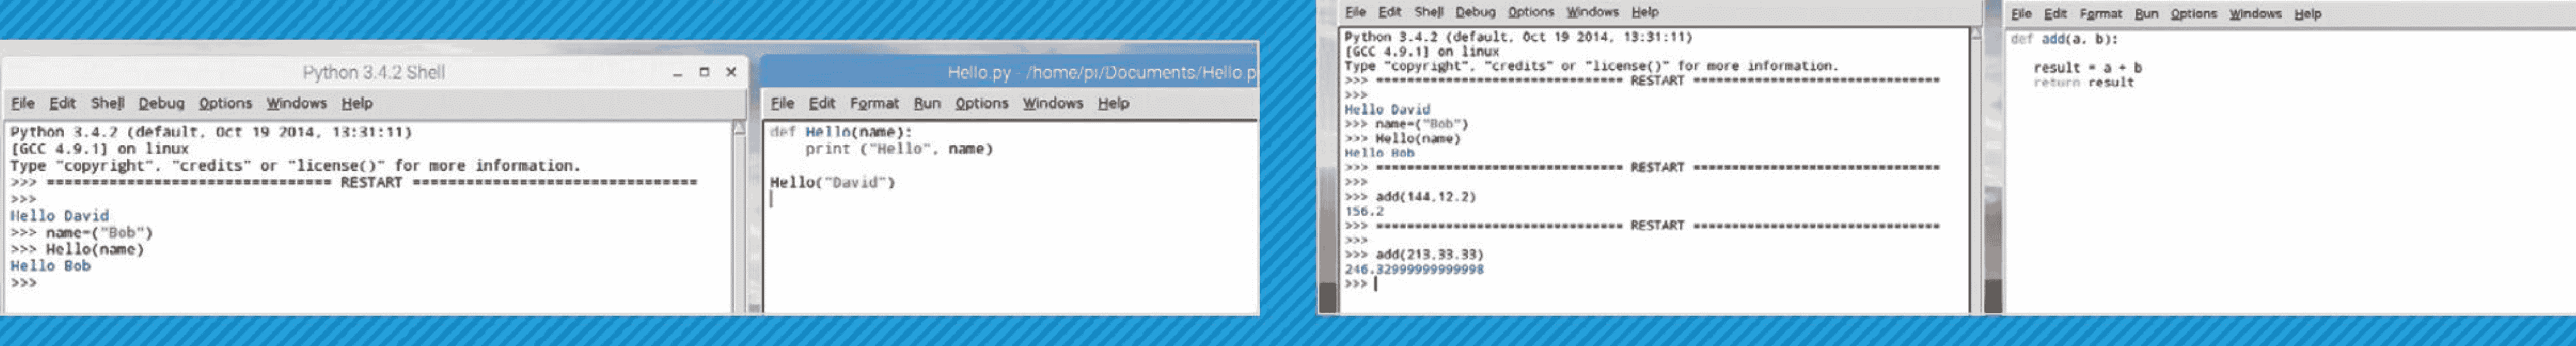 Python 3.4.2 Shell
File Edit Shell Debug Options Windows Help
Python 3.4.2 (default, Oct 19 2014, 13:31:11)
[GCC 4.9.1] on linux
Type "copyright", "credits" or "license()" for more information.
>>> ================================ RESTART ================================
>>>
Hello David
>>> name=("Bob")
>>> Hello(name)
Hello Bob
>>>
Hello.py - /home/pi/Documents/Hello.p
File Edit Format Run Options Windows Help
def Hello(name):
print ("Hello", name)
Hello("David")
File Edit Shell Debug Options Windows Help
Python 3.4.2 (default, Oct 19 2014, 13:31:11)
[GCC 4.9.1] on linux
Type "copyright", "credits" or "license()" for more information.
>>> ================================ RESTART ================================
>>>
Hello David
>>> name=("Bob")
>>> Hello(name)
Hello Bob
>>> ================================ RESTART ================================
>>>
>>> add(144,12.2)
156.2
>>> ================================ RESTART ================================
>>>
>>> add(213,33.33)
246.32999999999998
>>>
File Edit Format Run Options Windows Help
def add(a, b):
result = a + b
return result